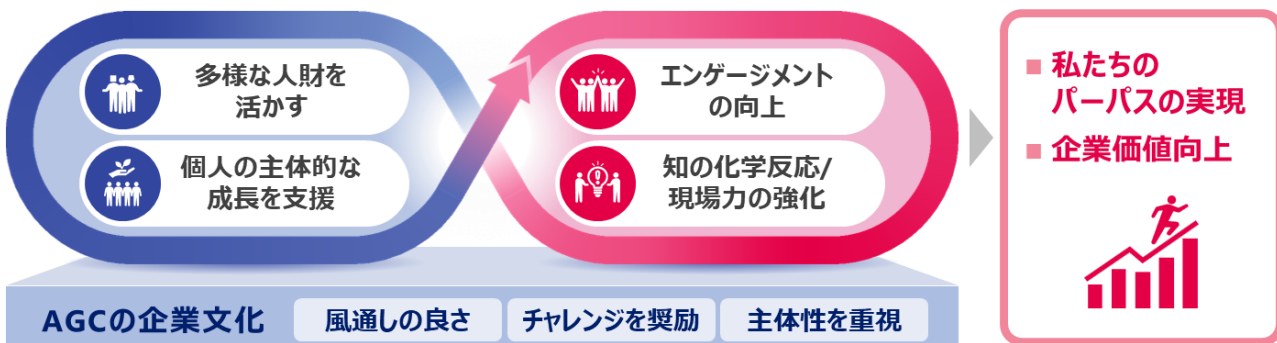 多様な人財を
活かす
個人の主体的な
成長を支援
エンゲージメント
の向上
知の化学反応/
現場力の強化
AGCの企業文化
風通しの良さ
チャレンジを奨励
主体性を重視
■ 私たちの
パーパスの実現
■ 企業価値向上